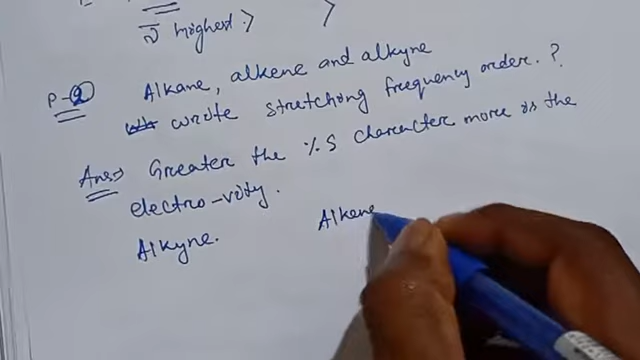 ν̄ highest. > >
P-2 Alkane, alkene and alkyne
wrote stretching frequency order. ?
Ans:> Greater the %S character more is the
electro-vity.
Alkyne. Alkene